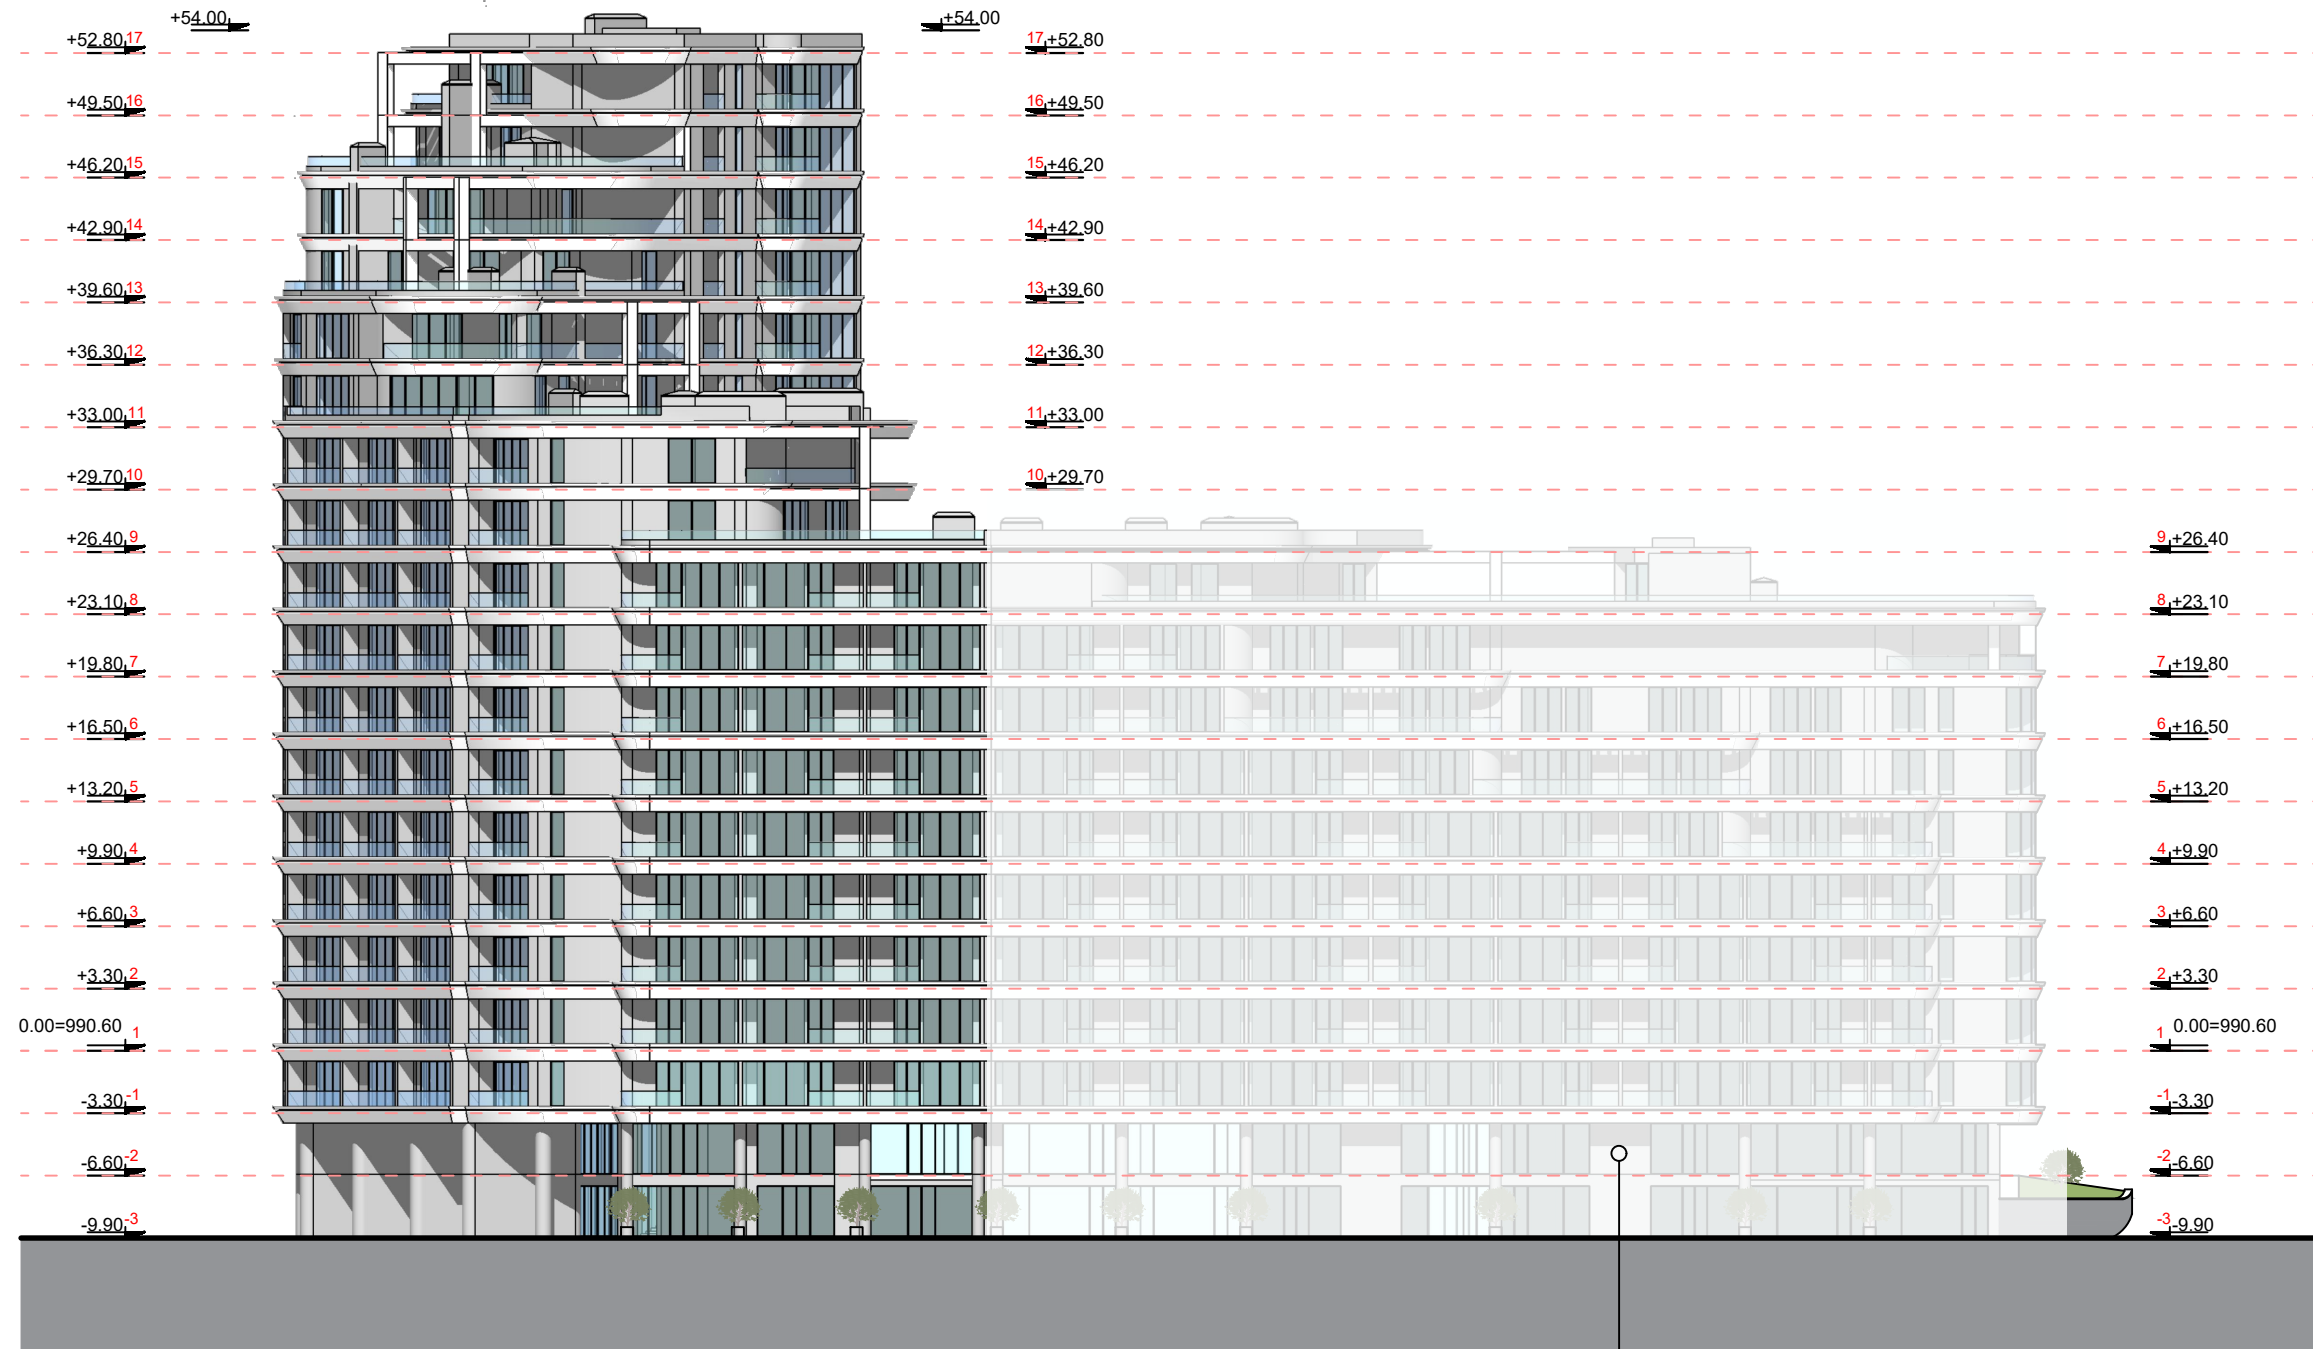 +54.00 +54.00
+52.80 17 17 +52.80
+49.50 16 16 +49.50
+46.20 15 15 +46.20
+42.90 14 14 +42.90
+39.60 13 13 +39.60
+36.30 12 12 +36.30
+33.00 11 11 +33.00
+29.70 10 10 +29.70
+26.40 9 9 +26.40
+23.10 8 8 +23.10
+19.80 7 7 +19.80
+16.50 6 6 +16.50
+13.20 5 5 +13.20
+9.90 4 4 +9.90
+6.60 3 3 +6.60
+3.30 2 2 +3.30
0.00=990.60 1 1 0.00=990.60
-3.30 -1 -1 -3.30
-6.60 -2 -2 -6.60
-9.90 -3 -3 -9.90